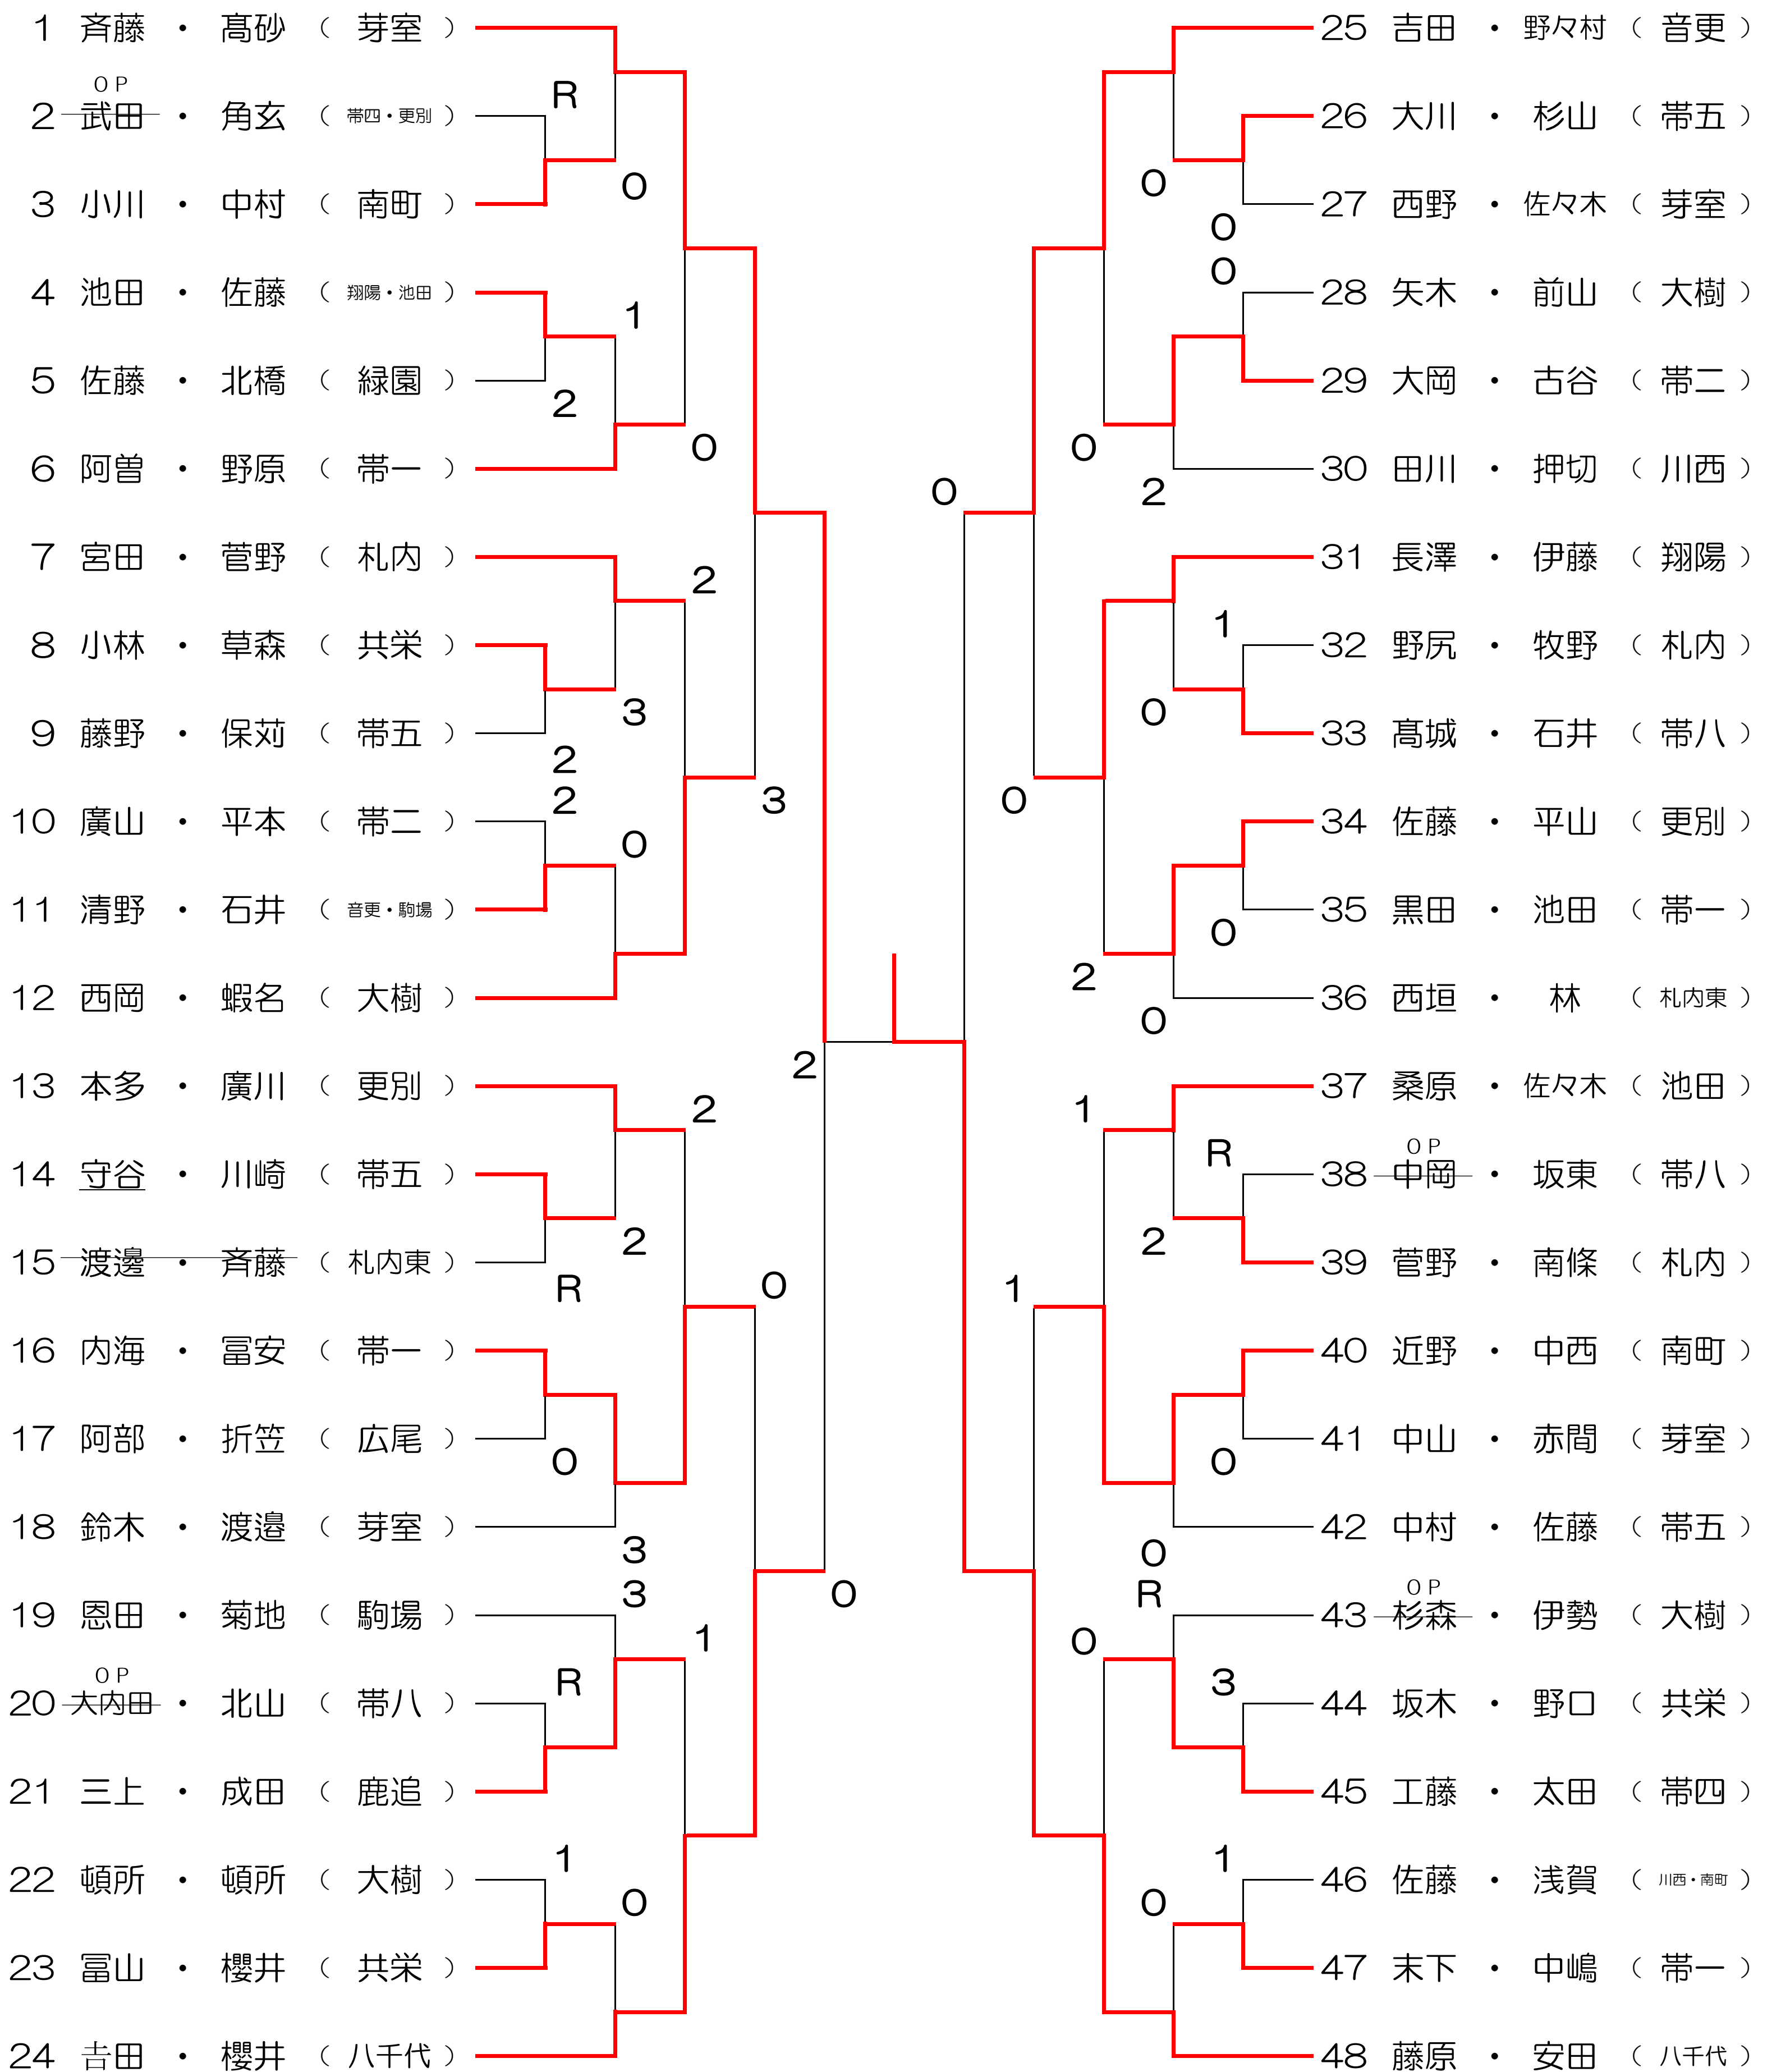 1 斉藤 ・ 髙砂 ( 芽室 )
OP
2 武田 ・ 角玄 ( 帯四・更別 )
R
3 小川 ・ 中村 ( 南町 )
0
4 池田 ・ 佐藤 ( 翔陽・池田 )
1
5 佐藤 ・ 北橋 ( 緑園 )
2
6 阿曽 ・ 野原 ( 帯一 )
0
7 宮田 ・ 菅野 ( 札内 )
2
8 小林 ・ 草森 ( 共栄 )
3
9 藤野 ・ 保苅 ( 帯五 )
2
2
10 廣山 ・ 平本 ( 帯二 )
3
0
11 清野 ・ 石井 ( 音更・駒場 )
12 西岡 ・ 蝦名 ( 大樹 )
2
13 本多 ・ 廣川 ( 更別 )
2
14 守谷 ・ 川崎 ( 帯五 )
2
15 渡邊 ・ 斉藤 ( 札内東 )
R
0
16 内海 ・ 冨安 ( 帯一 )
17 阿部 ・ 折笠 ( 広尾 )
0
18 鈴木 ・ 渡邉 ( 芽室 )
3
3
0
19 恩田 ・ 菊地 ( 駒場 )
1
OP
20 大内田 ・ 北山 ( 帯八 )
R
21 三上 ・ 成田 ( 鹿追 )
1
22 頓所 ・ 頓所 ( 大樹 )
0
23 冨山 ・ 櫻井 ( 共栄 )
24 𠮷田 ・ 櫻井 ( 八千代 )
25 吉田 ・ 野々村 ( 音更 )
26 大川 ・ 杉山 ( 帯五 )
0
27 西野 ・ 佐々木 ( 芽室 )
0
0
28 矢木 ・ 前山 ( 大樹 )
29 大岡 ・ 古谷 ( 帯二 )
0
30 田川 ・ 押切 ( 川西 )
0
2
31 長澤 ・ 伊藤 ( 翔陽 )
1
32 野尻 ・ 牧野 ( 札内 )
0
33 髙城 ・ 石井 ( 帯八 )
0
34 佐藤 ・ 平山 ( 更別 )
35 黒田 ・ 池田 ( 帯一 )
0
2
36 西垣 ・ 林 ( 札内東 )
0
37 桑原 ・ 佐々木 ( 池田 )
1
OP
38 中岡 ・ 坂東 ( 帯八 )
R
2
39 菅野 ・ 南條 ( 札内 )
1
40 近野 ・ 中西 ( 南町 )
41 中山 ・ 赤間 ( 芽室 )
0
42 中村 ・ 佐藤 ( 帯五 )
0
R
OP
43 杉森 ・ 伊勢 ( 大樹 )
0
3
44 坂木 ・ 野口 ( 共栄 )
45 工藤 ・ 太田 ( 帯四 )
1
46 佐藤 ・ 浅賀 ( 川西・南町 )
0
47 末下 ・ 中嶋 ( 帯一 )
48 藤原 ・ 安田 ( 八千代 )